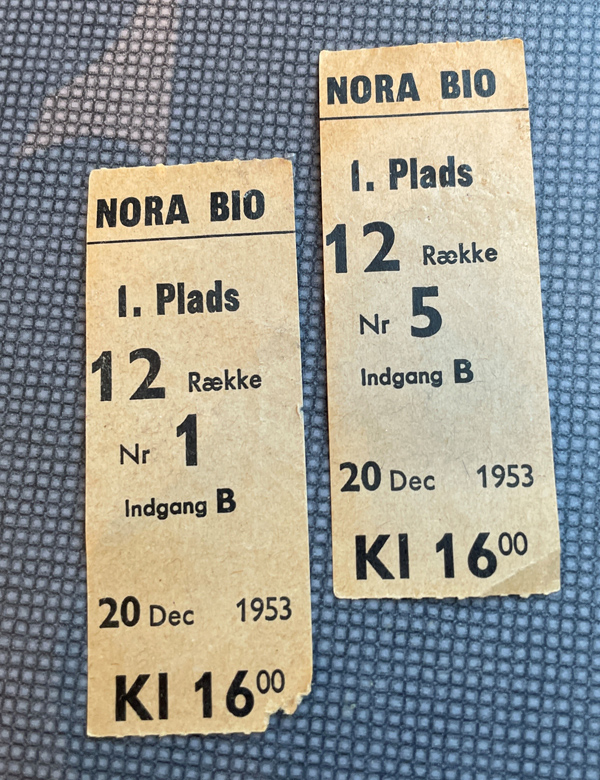 NORA BIO
I. Plads
12 Række
Nr 1
Indgang B
20 Dec 1953
Kl 16⁰⁰
NORA BIO
I. Plads
12 Række
Nr 5
Indgang B
20 Dec 1953
Kl 16⁰⁰